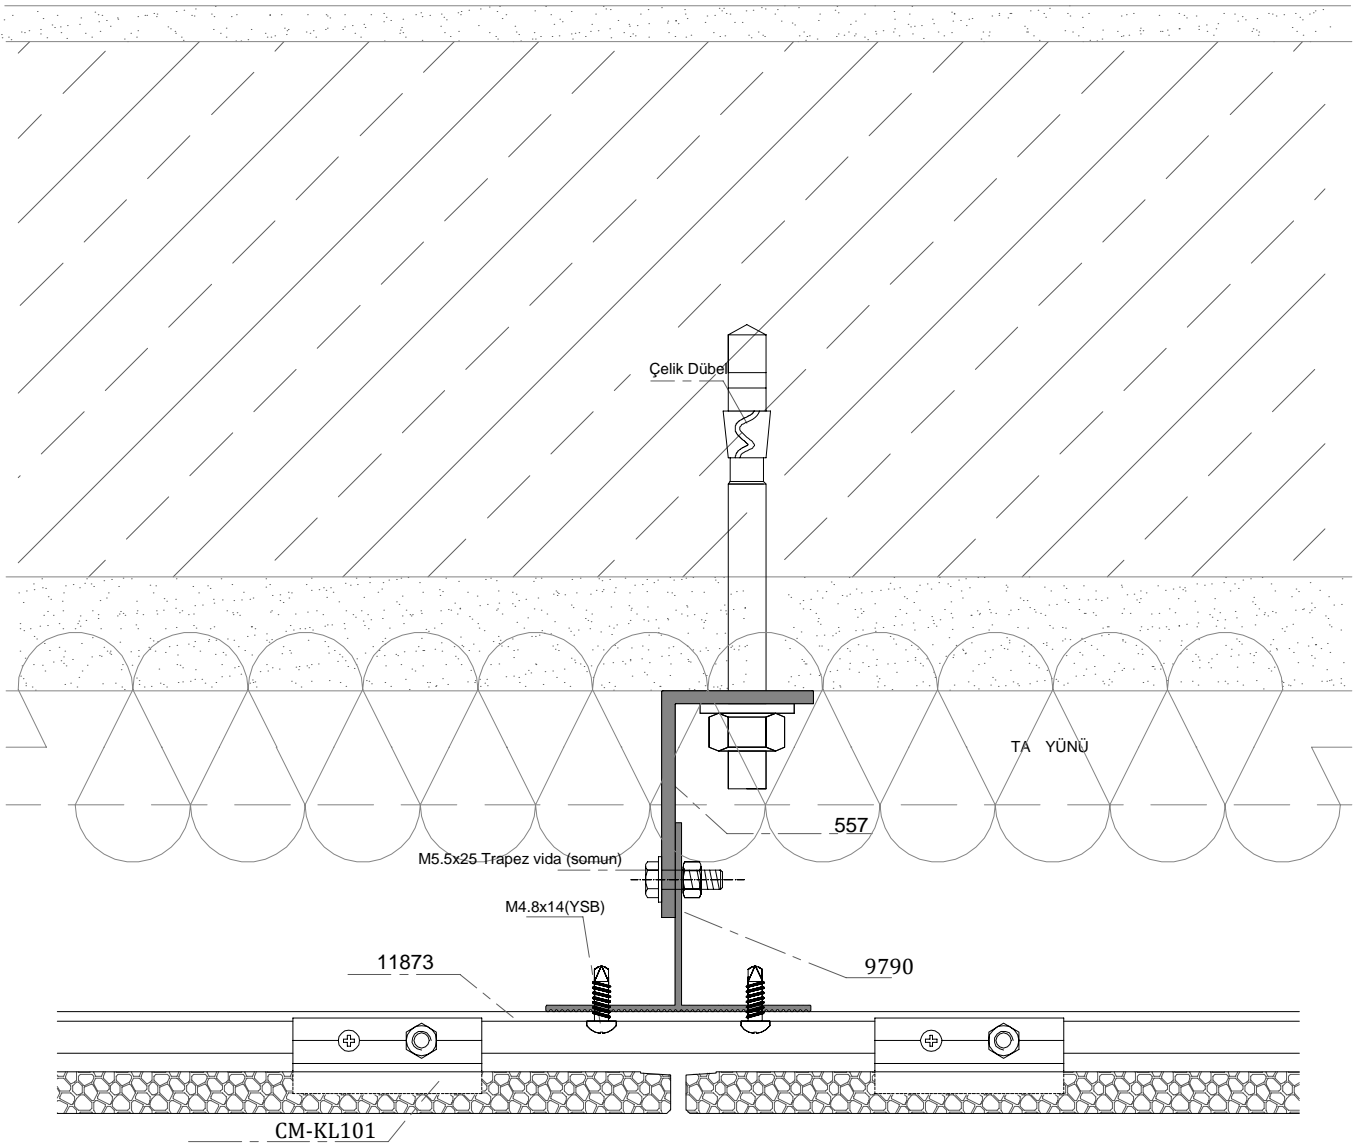 Çelik Dübel
TA YÜNÜ
557
M5.5x25 Trapez vida (somun)
M4.8x14(YSB)
11873
9790
CM-KL101